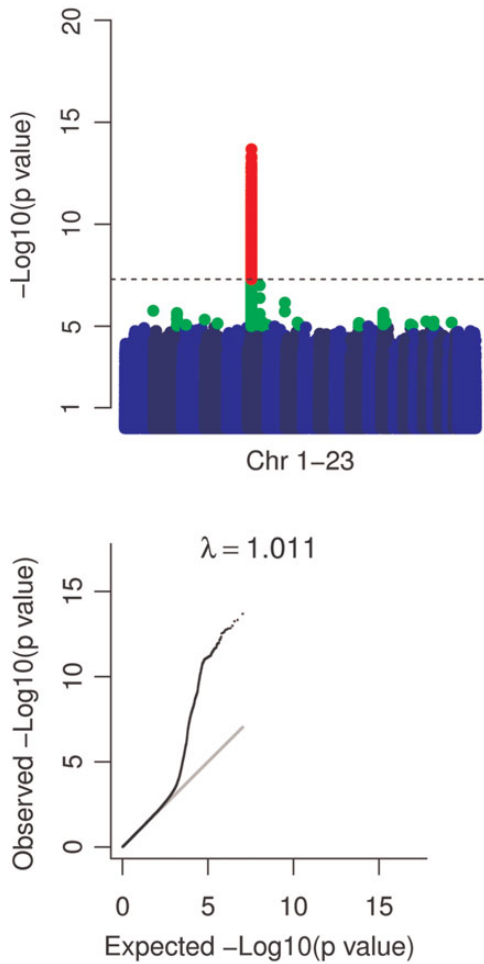 20
15
10
5
1
-Log10(p value)
Chr 1-23
λ = 1.011
15
10
5
0
Observed -Log10(p value)
0 5 10 15
Expected -Log10(p value)